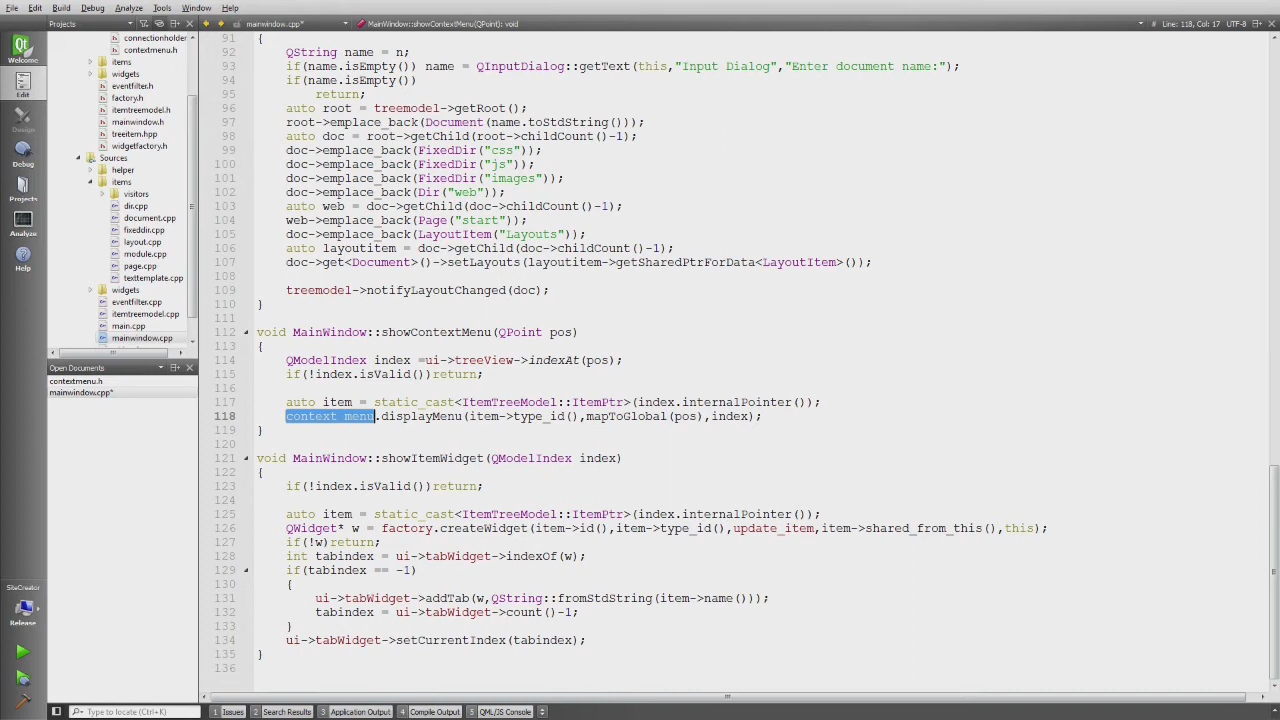 File Edit Build Debug Analyze Tools Window Help
Projects
mainwindow.cpp*
MainWindow::showContextMenu(QPoint): void
# Line: 118, Col: 17 UTF-8
Welcome
Edit
Design
Debug
Projects
Analyze
Help
SiteCreator
Release
connectionholder
contextmenu.h
items
widgets
eventfilter.h
factory.h
itemtreemodel.h
mainwindow.h
treeitem.hpp
widgetfactory.h
Sources
helper
items
visitors
dir.cpp
document.cpp
fixeddir.cpp
layout.cpp
module.cpp
page.cpp
texttemplate.cpp
widgets
eventfilter.cpp
itemtreemodel.cpp
main.cpp
mainwindow.cpp
Open Documents
contextmenu.h
mainwindow.cpp*
91 {
92 QString name = n;
93 if(name.isEmpty()) name = QInputDialog::getText(this,"Input Dialog","Enter document name:");
94 if(name.isEmpty())
95 return;
96 auto root = treemodel->getRoot();
97 root->emplace_back(Document(name.toStdString()));
98 auto doc = root->getChild(root->childCount()-1);
99 doc->emplace_back(FixedDir("css"));
100 doc->emplace_back(FixedDir("js"));
101 doc->emplace_back(FixedDir("images"));
102 doc->emplace_back(Dir("web"));
103 auto web = doc->getChild(doc->childCount()-1);
104 web->emplace_back(Page("start"));
105 doc->emplace_back(LayoutItem("Layouts"));
106 auto layoutitem = doc->getChild(doc->childCount()-1);
107 doc->get<Document>()->setLayouts(layoutitem->getSharedPtrForData<LayoutItem>());
108
109 treemodel->notifyLayoutChanged(doc);
110 }
111
112 void MainWindow::showContextMenu(QPoint pos)
113 {
114 QModelIndex index =ui->treeView->indexAt(pos);
115 if(!index.isValid())return;
116
117 auto item = static_cast<ItemTreeModel::ItemPtr>(index.internalPointer());
118 context_menu.displayMenu(item->type_id(),mapToGlobal(pos),index);
119 }
120
121 void MainWindow::showItemWidget(QModelIndex index)
122 {
123 if(!index.isValid())return;
124
125 auto item = static_cast<ItemTreeModel::ItemPtr>(index.internalPointer());
126 QWidget* w = factory.createWidget(item->id(),item->type_id(),update_item,item->shared_from_this(),this);
127 if(!w)return;
128 int tabindex = ui->tabWidget->indexOf(w);
129 if(tabindex == -1)
130 {
131 ui->tabWidget->addTab(w,QString::fromStdString(item->name()));
132 tabindex = ui->tabWidget->count()-1;
133 }
134 ui->tabWidget->setCurrentIndex(tabindex);
135 }
136
Type to locate (Ctrl+K)
1 Issues 2 Search Results 3 Application Output 4 Compile Output 5 QML/JS Console